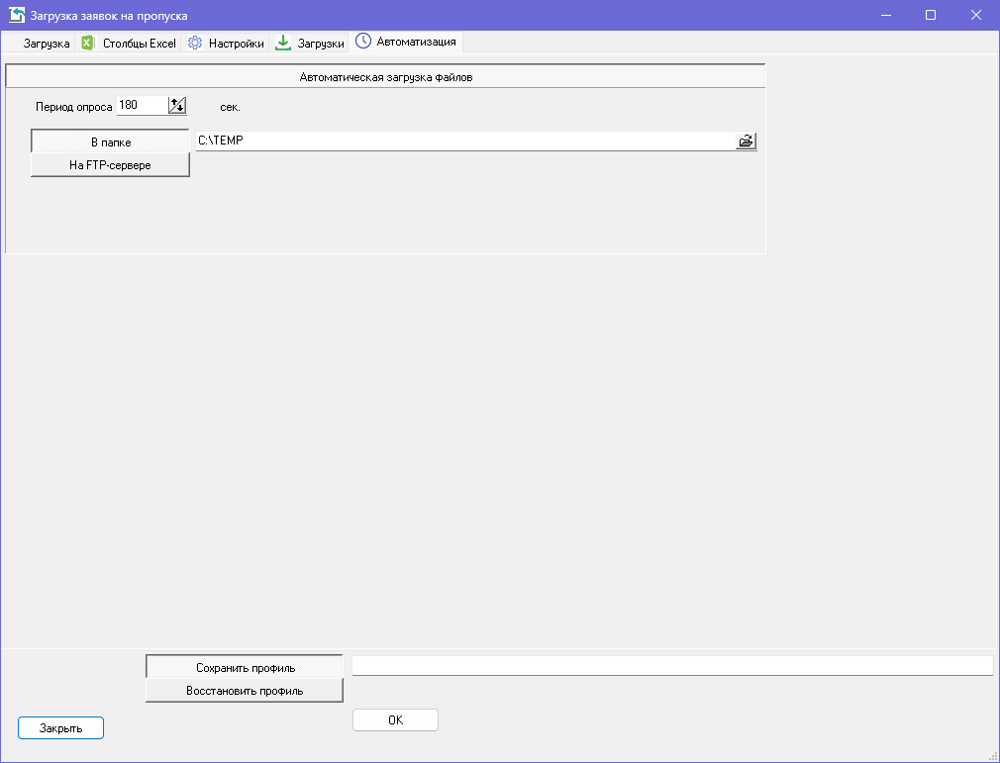 Загрузка заявок на пропуска
Загрузка Столбцы Excel Настройки Загрузки Автоматизация
Автоматическая загрузка файлов
Период опроса 180 сек.
В папке C:\TEMP
На FTP-сервере
Сохранить профиль
Восстановить профиль
OK
Закрыть